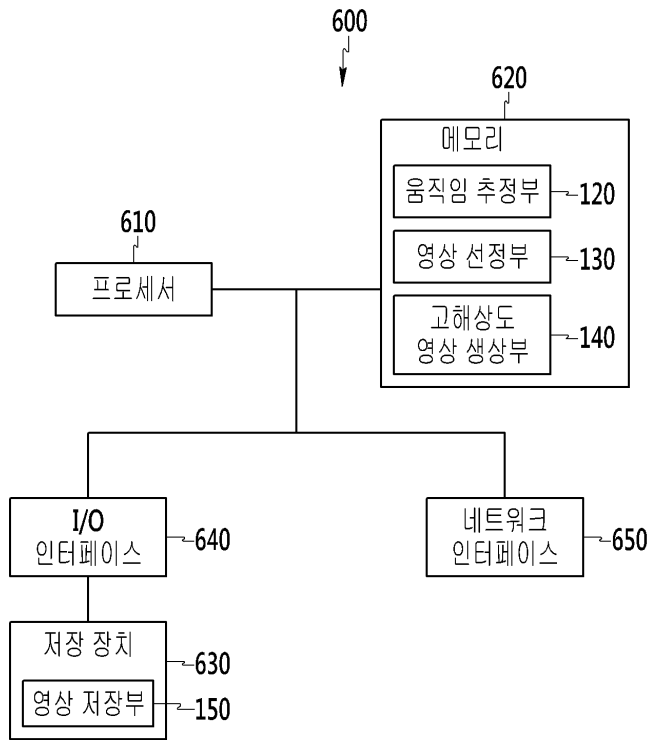 600
620
메모리
움직임 추정부
120
610
영상 선정부
130
프로세서
고해상도
영상 생상부
140
I/O
인터페이스
640
네트워크
인터페이스
650
저장 장치
630
영상 저장부
150